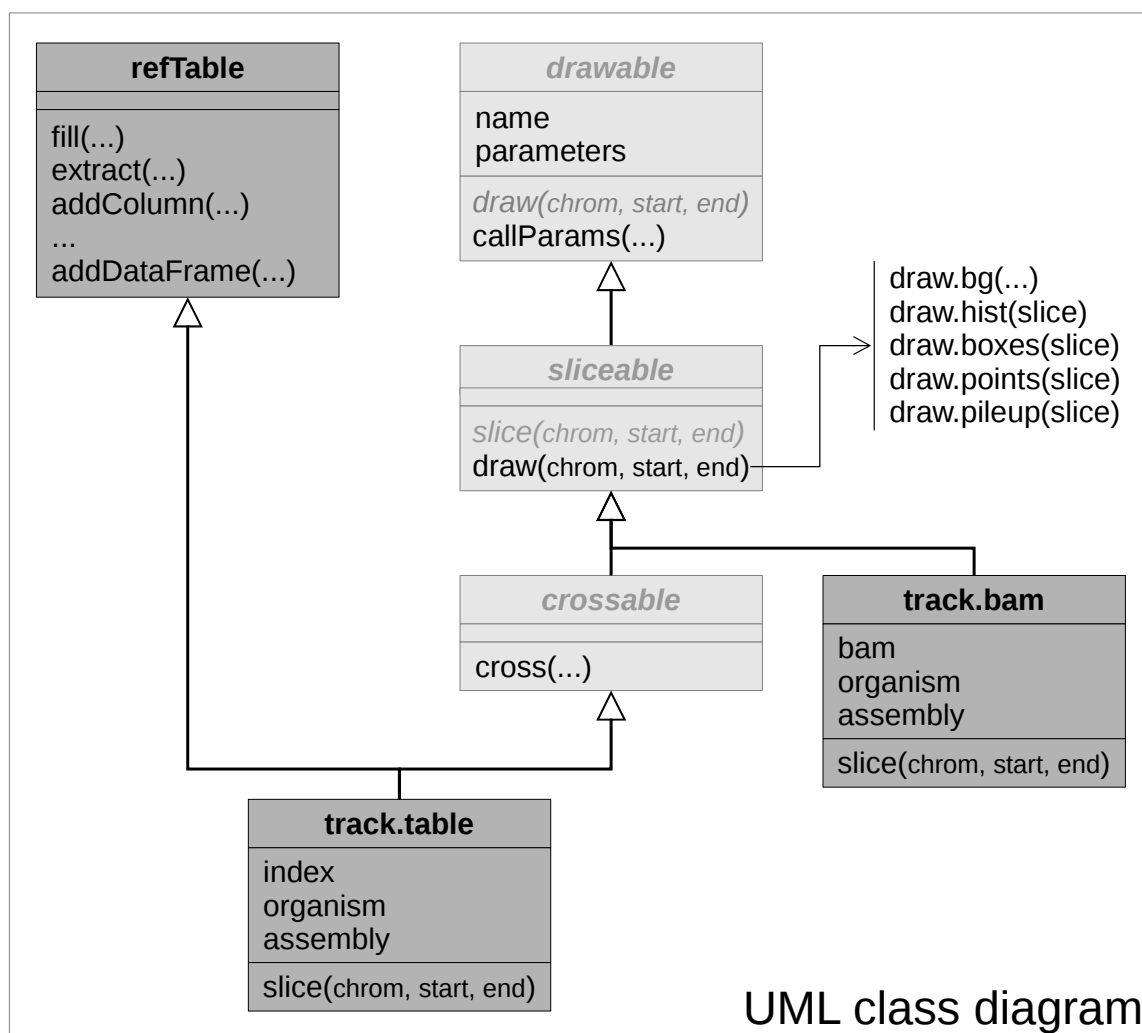 refTable
fill(...)
extract(...)
addColumn(...)
...
addDataFrame(...)
drawable
name
parameters
draw(chrom, start, end)
callParams(...)
sliceable
slice(chrom, start, end)
draw(chrom, start, end)
draw.bg(...)
draw.hist(slice)
draw.boxes(slice)
draw.points(slice)
draw.pileup(slice)
crossable
cross(...)
track.bam
bam
organism
assembly
slice(chrom, start, end)
track.table
index
organism
assembly
slice(chrom, start, end)
UML class diagram